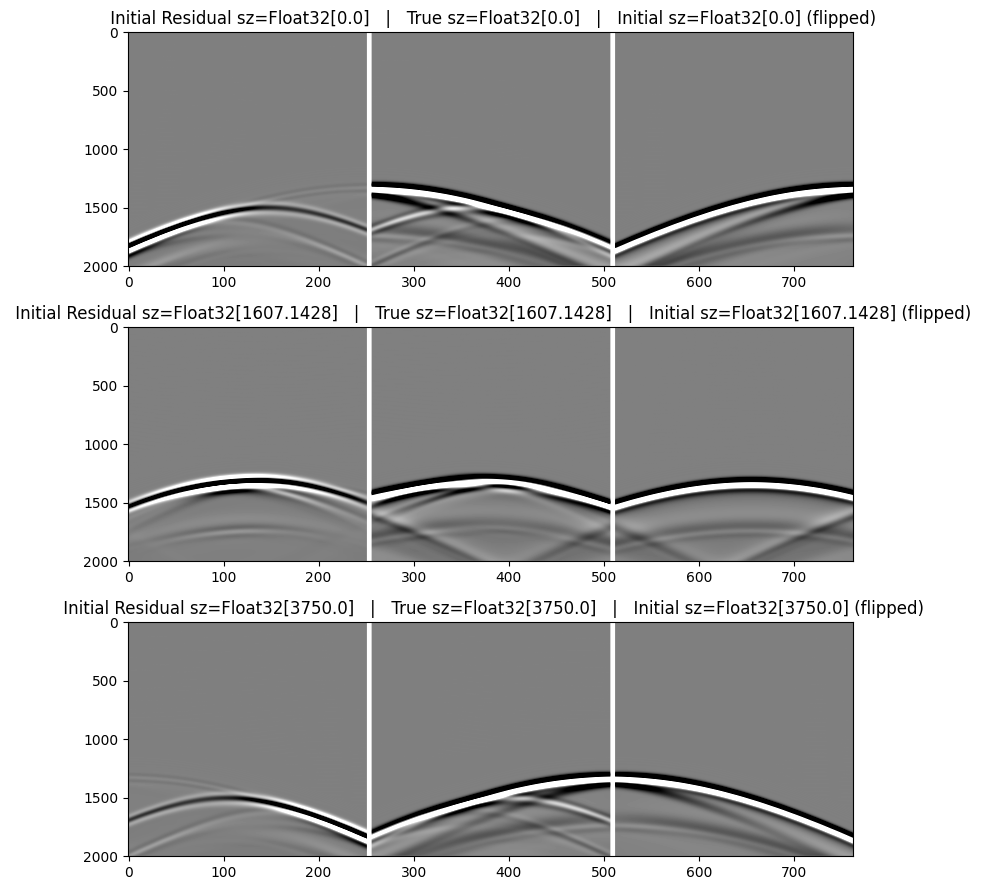 Initial Residual sz=Float32[0.0]   |   True sz=Float32[0.0]   |   Initial sz=Float32[0.0] (flipped)
0
500
1000
1500
2000
0 100 200 300 400 500 600 700
Initial Residual sz=Float32[1607.1428]   |   True sz=Float32[1607.1428]   |   Initial sz=Float32[1607.1428] (flipped)
0
500
1000
1500
2000
0 100 200 300 400 500 600 700
Initial Residual sz=Float32[3750.0]   |   True sz=Float32[3750.0]   |   Initial sz=Float32[3750.0] (flipped)
0
500
1000
1500
2000
0 100 200 300 400 500 600 700